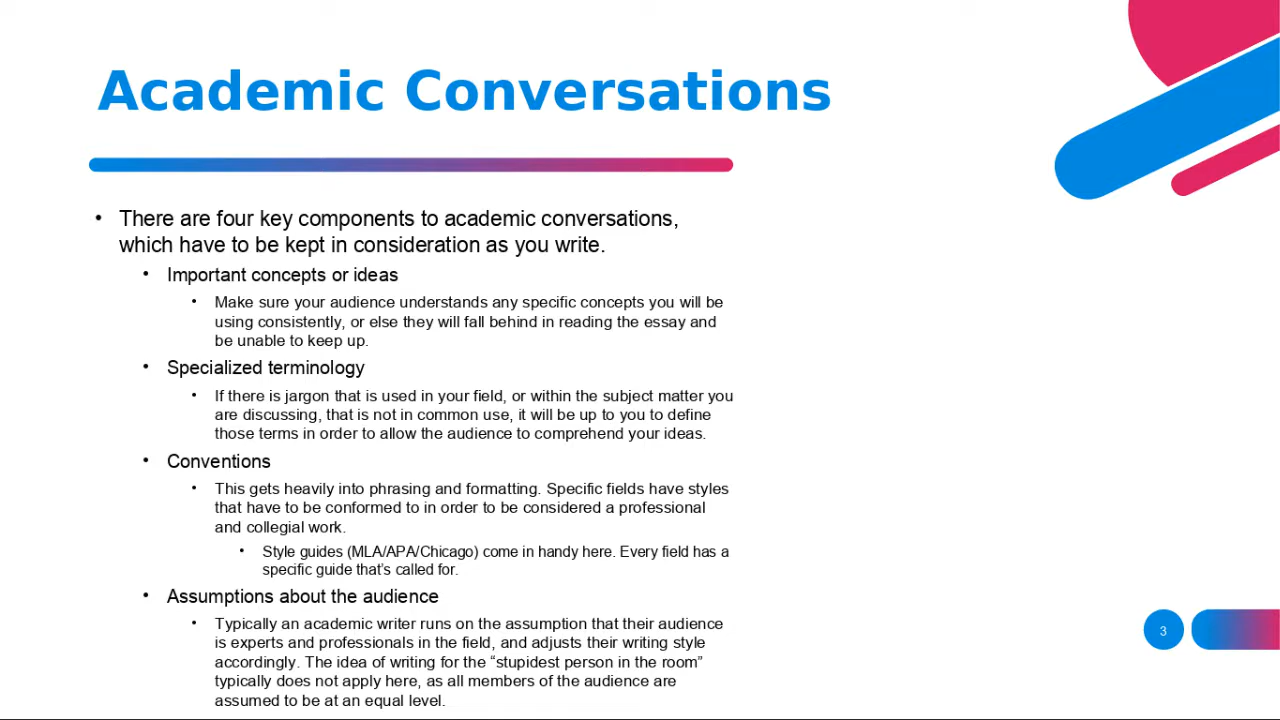 Academic Conversations
• There are four key components to academic conversations,
which have to be kept in consideration as you write.
• Important concepts or ideas
• Make sure your audience understands any specific concepts you will be
using consistently, or else they will fall behind in reading the essay and
be unable to keep up.
• Specialized terminology
• If there is jargon that is used in your field, or within the subject matter you
are discussing, that is not in common use, it will be up to you to define
those terms in order to allow the audience to comprehend your ideas.
• Conventions
• This gets heavily into phrasing and formatting. Specific fields have styles
that have to be conformed to in order to be considered a professional
and collegial work.
• Style guides (MLA/APA/Chicago) come in handy here. Every field has a
specific guide that’s called for.
• Assumptions about the audience
• Typically an academic writer runs on the assumption that their audience
is experts and professionals in the field, and adjusts their writing style
accordingly. The idea of writing for the “stupidest person in the room”
typically does not apply here, as all members of the audience are
assumed to be at an equal level.
3